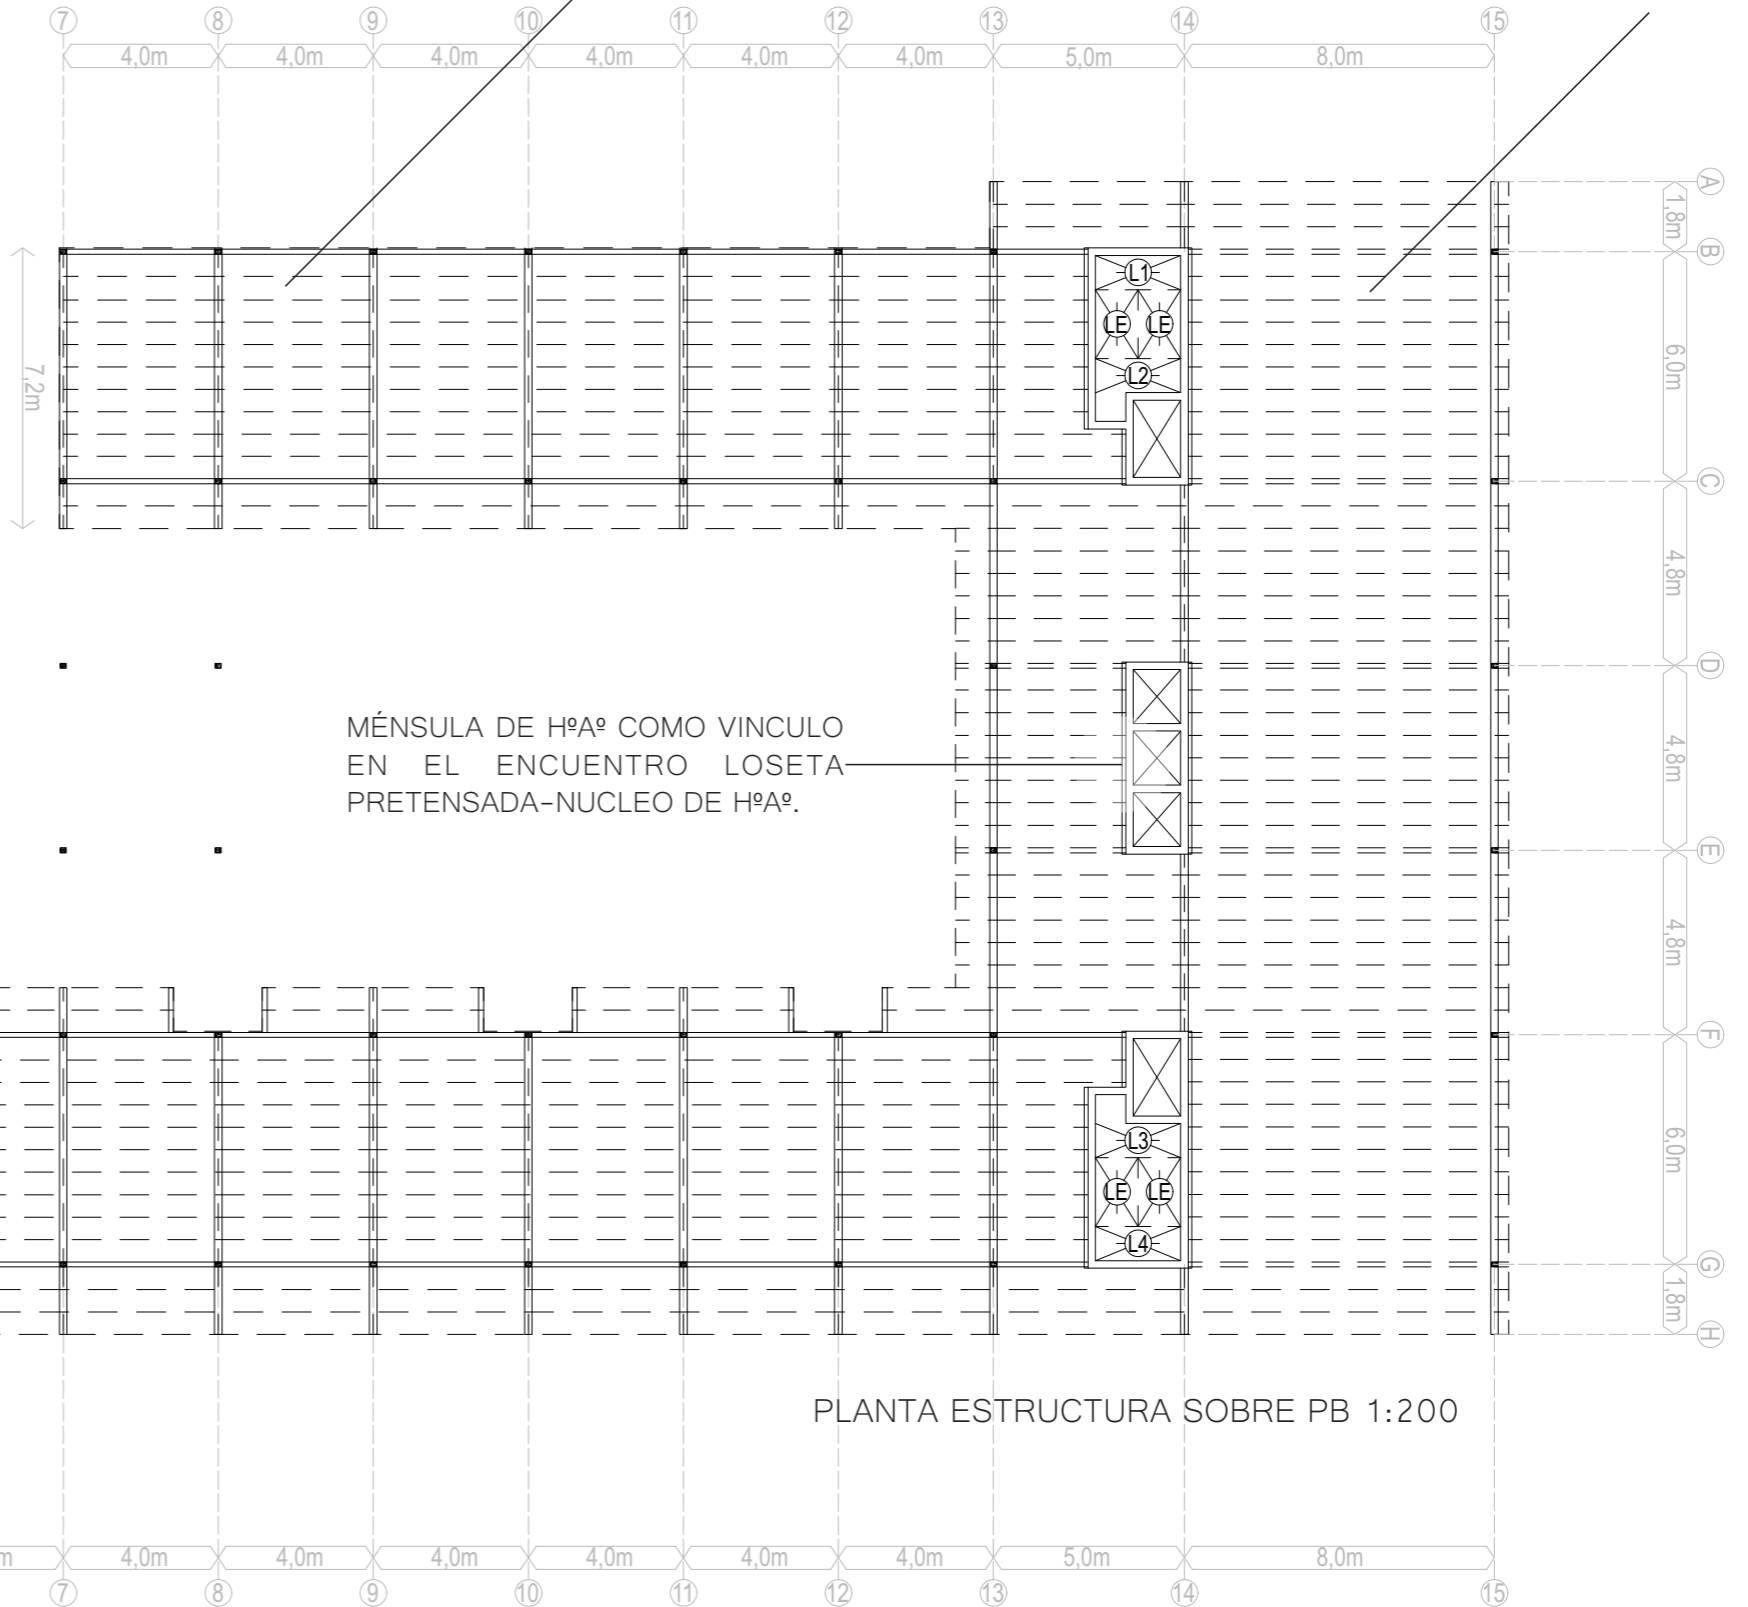 7 8 9 10 11 12 13 14 15
4,0m 4,0m 4,0m 4,0m 4,0m 4,0m 5,0m 8,0m
A
1,8m
B
L1
LE LE
6,0m
7,2m
L2
C
4,8m
D
MÉNSULA DE HºAº COMO VINCULO
EN EL ENCUENTRO LOSETA
PRETENSADA-NUCLEO DE HºAº.
4,8m
E
4,8m
F
L3
6,0m
LE LE
L4
G
1,8m
H
PLANTA ESTRUCTURA SOBRE PB 1:200
m 4,0m 4,0m 4,0m 4,0m 4,0m 4,0m 5,0m 8,0m
7 8 9 10 11 12 13 14 15